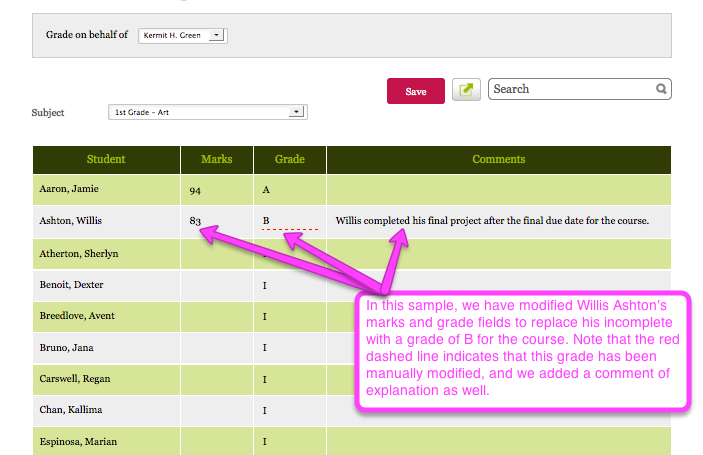 Grade on behalf of Kermit H. Green
Save Search
Subject 1st Grade - Art
Student Marks Grade Comments
Aaron, Jamie 94 A
Ashton, Willis 83 B Willis completed his final project after the final due date for the course.
Atherton, Sherlyn I
Benoit, Dexter I
Breedlove, Avent I
Bruno, Jana I
Carswell, Regan I
Chan, Kallima I
Espinosa, Marian I
In this sample, we have modified Willis Ashton's
marks and grade fields to replace his incomplete
with a grade of B for the course. Note that the red
dashed line indicates that this grade has been
manually modified, and we added a comment of
explanation as well.